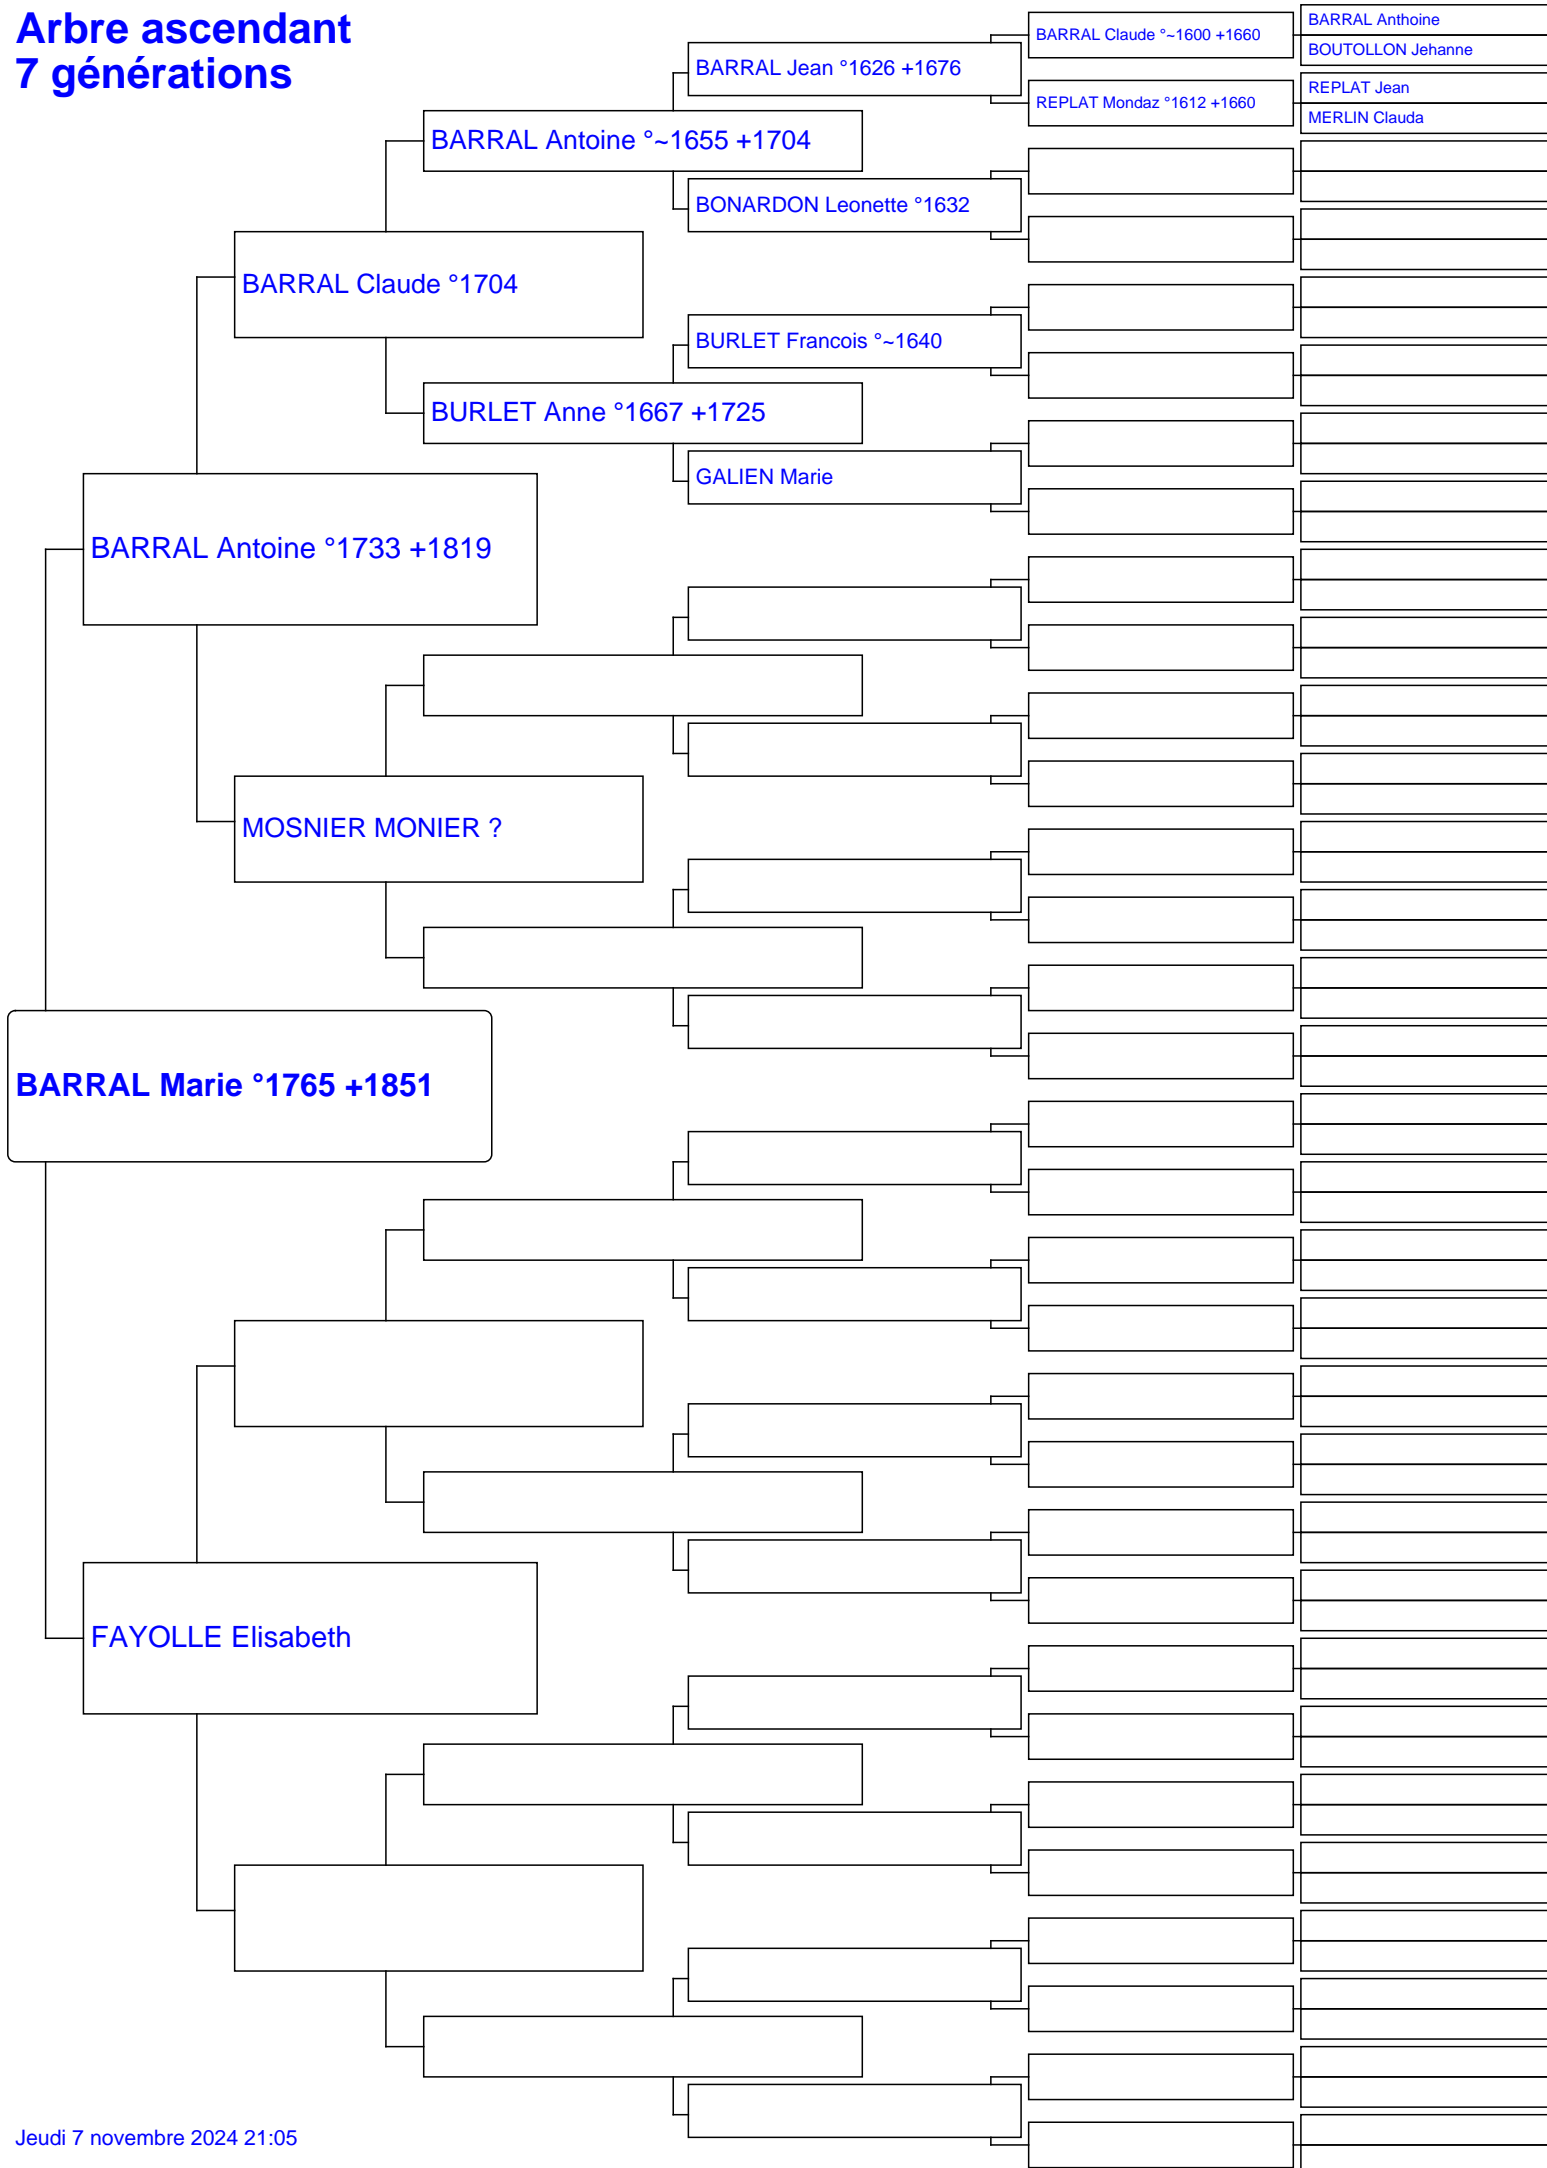 Arbre ascendant
7 générations
BARRAL Claude °~1600 +1660
BARRAL Anthoine
BOUTOLLON Jehanne
BARRAL Jean °1626 +1676
REPLAT Mondaz °1612 +1660
REPLAT Jean
MERLIN Clauda
BARRAL Antoine °~1655 +1704
BONARDON Leonette °1632
BARRAL Claude °1704
BURLET Francois °~1640
BURLET Anne °1667 +1725
GALIEN Marie
BARRAL Antoine °1733 +1819
MOSNIER MONIER ?
BARRAL Marie °1765 +1851
FAYOLLE Elisabeth
Jeudi 7 novembre 2024 21:05